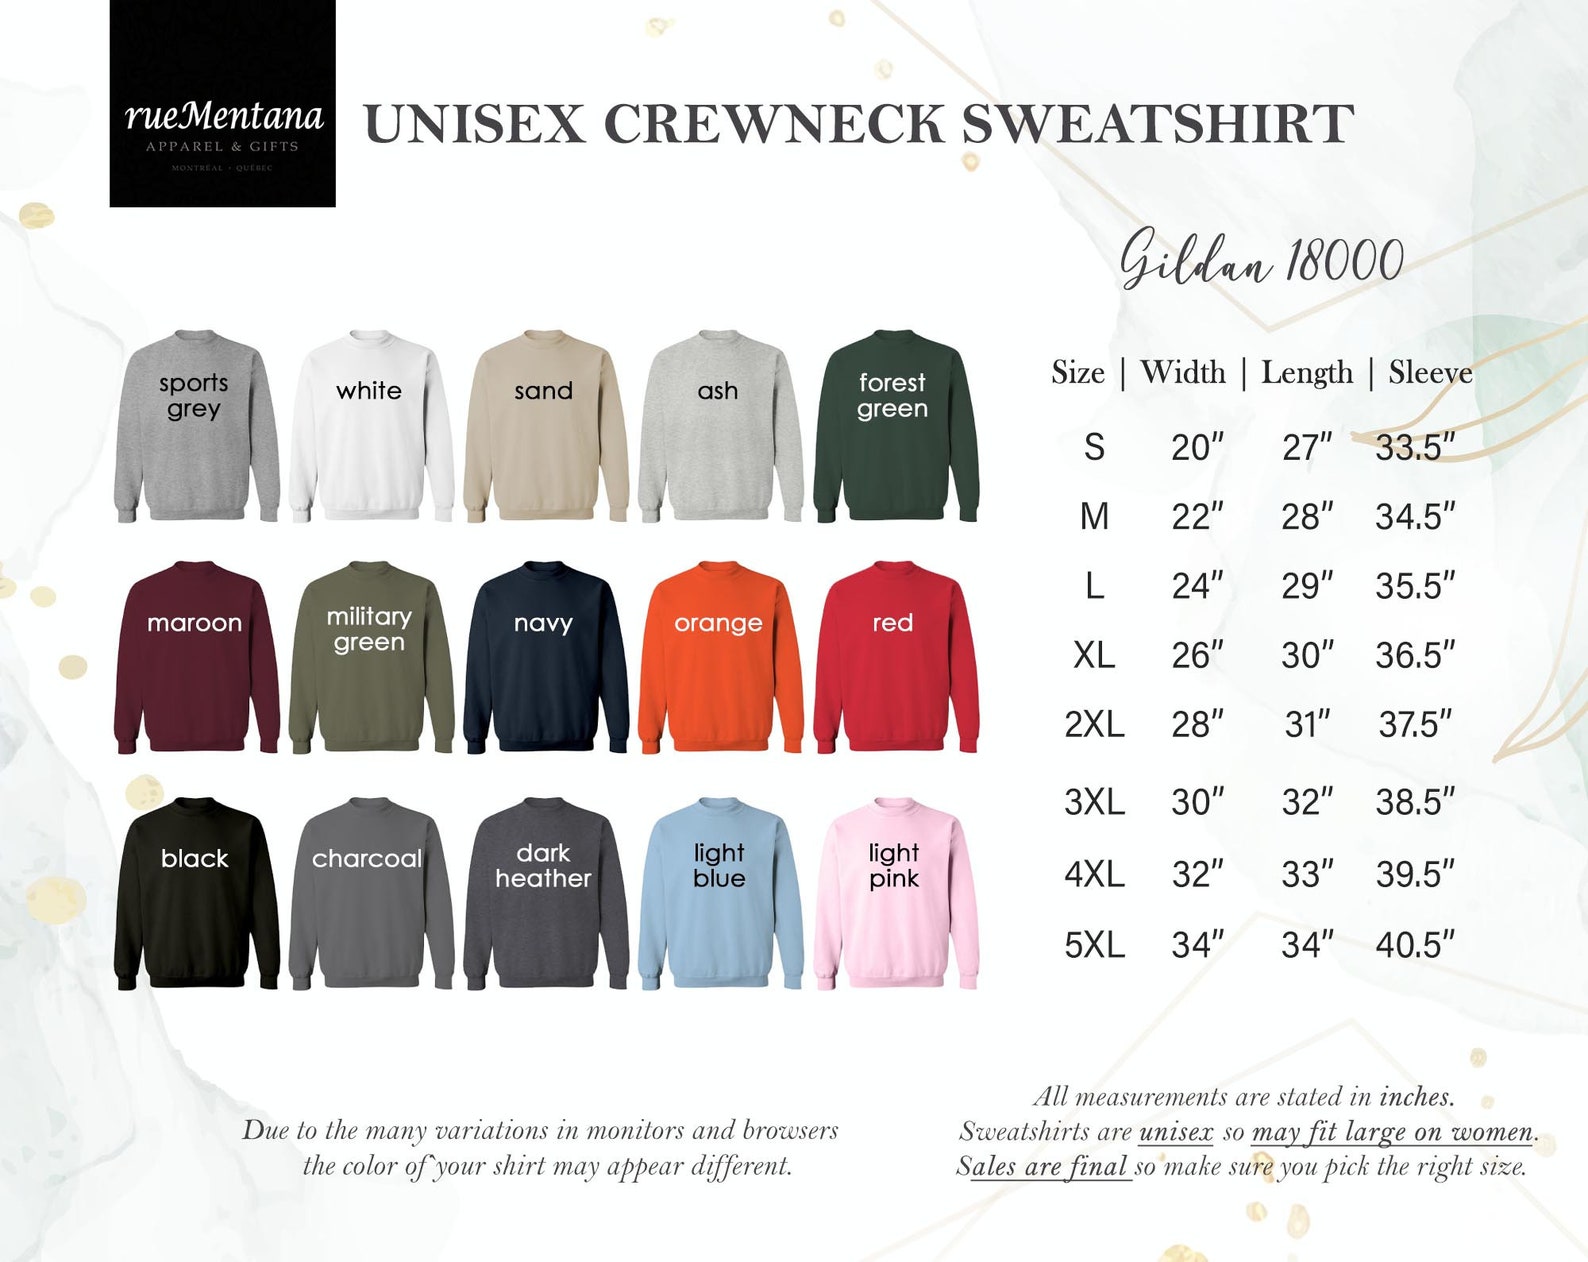 rueMentana
APPAREL & GIFTS
MONTRÉAL • QUÉBEC
UNISEX CREWNECK SWEATSHIRT
Gildan 18000
sports
grey
white
sand
ash
forest
green
maroon
military
green
navy
orange
red
black
charcoal
dark
heather
light
blue
light
pink
Size | Width | Length | Sleeve
S 20" 27" 33.5"
M 22" 28" 34.5"
L 24" 29" 35.5"
XL 26" 30" 36.5"
2XL 28" 31" 37.5"
3XL 30" 32" 38.5"
4XL 32" 33" 39.5"
5XL 34" 34" 40.5"
Due to the many variations in monitors and browsers
the color of your shirt may appear different.
All measurements are stated in inches.
Sweatshirts are unisex so may fit large on women.
Sales are final so make sure you pick the right size.